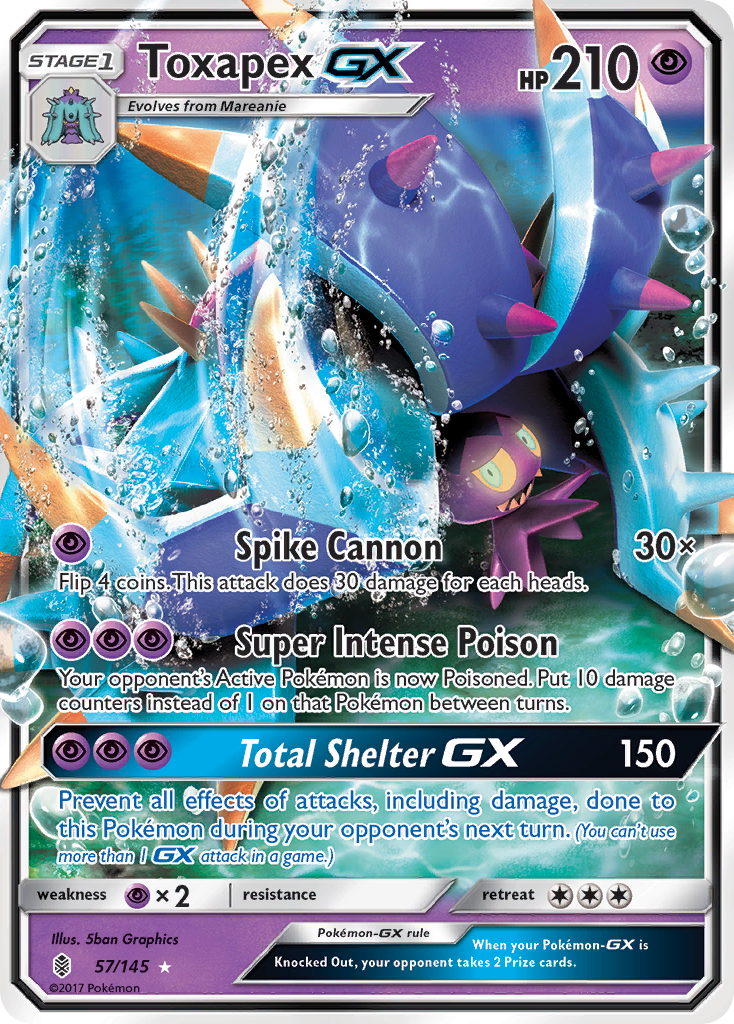 STAGE1 Toxapex GX HP210
Evolves from Mareanie
Spike Cannon 30×
Flip 4 coins. This attack does 30 damage for each heads.
Super Intense Poison
Your opponent's Active Pokémon is now Poisoned. Put 10 damage
counters instead of 1 on that Pokémon between turns.
Total Shelter GX 150
Prevent all effects of attacks, including damage, done to
this Pokémon during your opponent's next turn. (You can't use
more than 1 GX attack in a game.)
weakness ×2 resistance retreat
Illus. 5ban Graphics
57/145
©2017 Pokémon
Pokémon-GX rule
When your Pokémon-GX is
Knocked Out, your opponent takes 2 Prize cards.